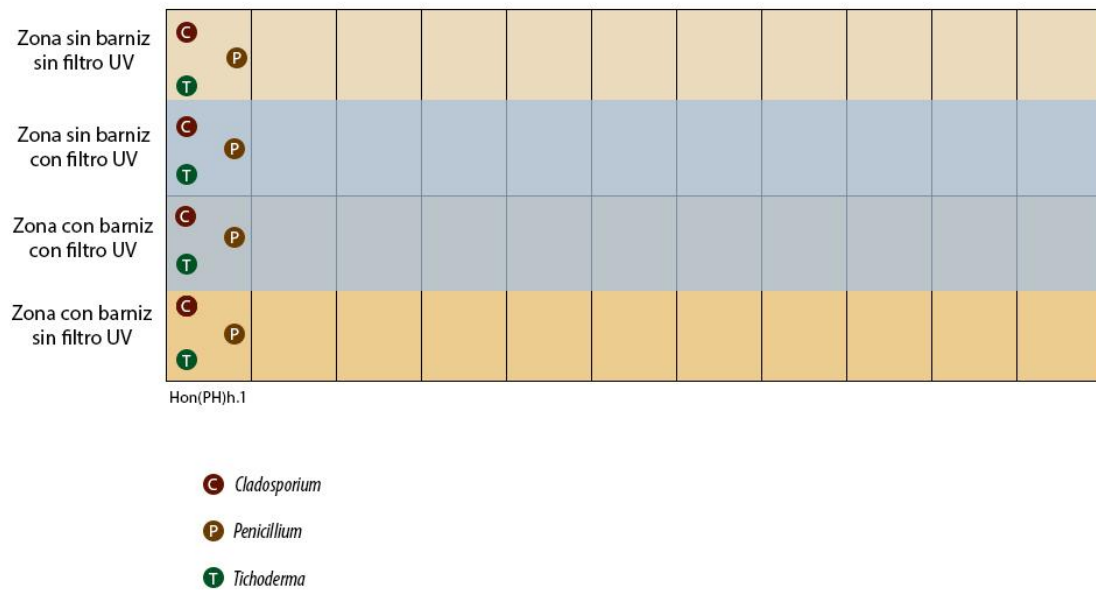 Zona sin barniz
sin filtro UV
C
P
T
Zona sin barniz
con filtro UV
C
P
T
Zona con barniz
con filtro UV
C
P
T
Zona con barniz
sin filtro UV
C
P
T
Hon(PH)h.1
C Cladosporium
P Penicillium
T Tichoderma